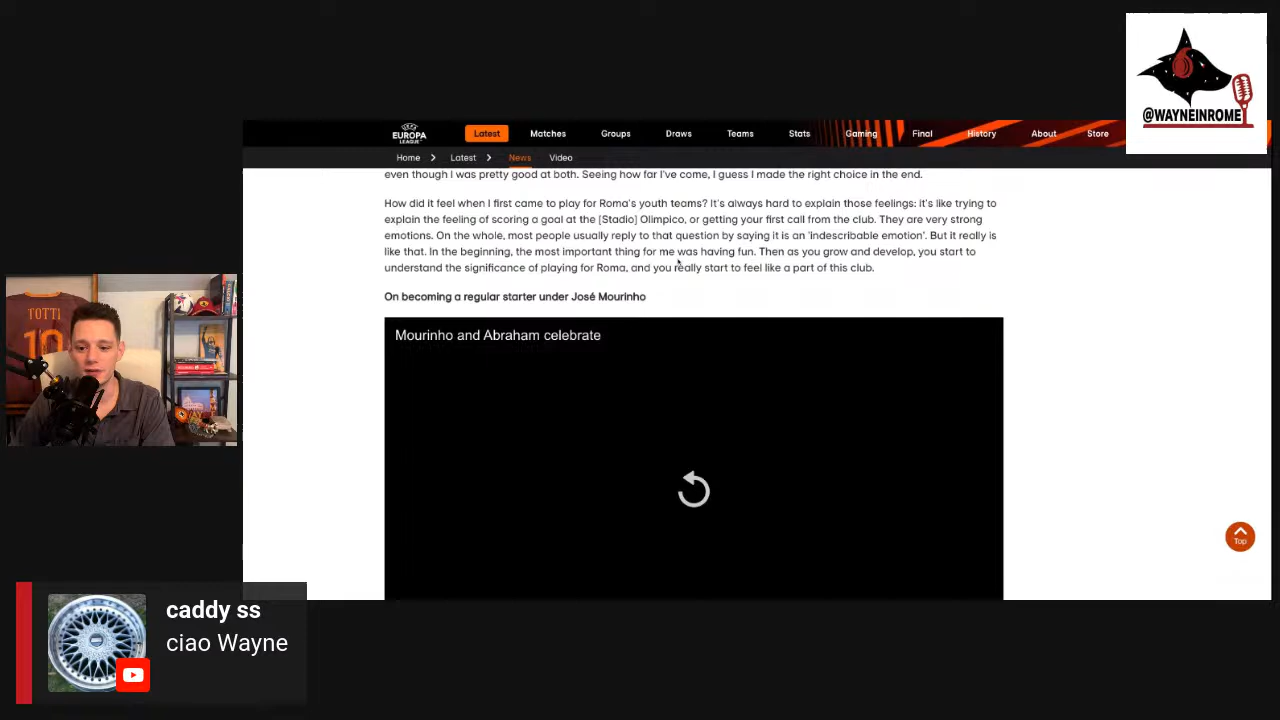 @WAYNEINROME
EUROPA LEAGUE
Latest Matches Groups Draws Teams Stats Gaming Final History About Store
Home Latest News Video
even though I was pretty good at both. Seeing how far I've come, I guess I made the right choice in the end.
How did it feel when I first came to play for Roma's youth teams? It's always hard to explain those feelings: it's like trying to
explain the feeling of scoring a goal at the [Stadio] Olimpico, or getting your first call from the club. They are very strong
emotions. On the whole, most people usually reply to that question by saying it is an 'indescribable emotion'. But it really is
like that. In the beginning, the most important thing for me was having fun. Then as you grow and develop, you start to
understand the significance of playing for Roma, and you really start to feel like a part of this club.
On becoming a regular starter under José Mourinho
Mourinho and Abraham celebrate
TOTTI
10
Top
caddy ss
ciao Wayne